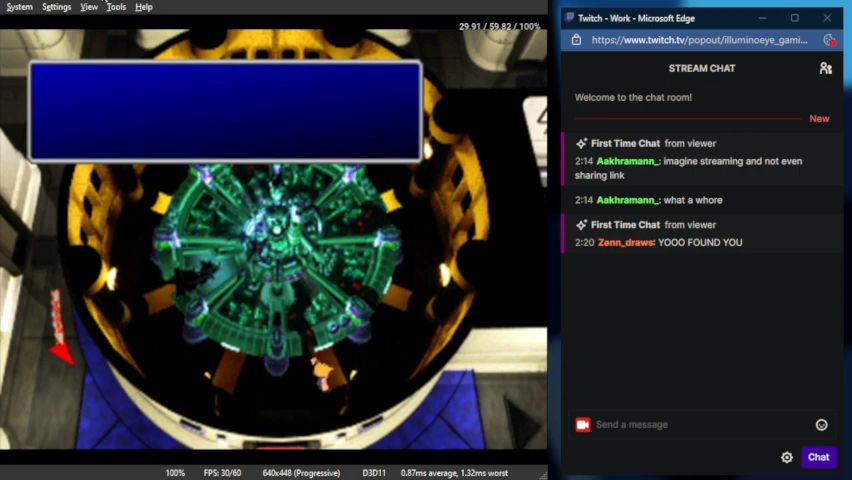 System Settings View Tools Help
29.91 / 59.82 / 100%
100% FPS: 30/60 640x448 (Progressive) D3D11 0.87ms average, 1.32ms worst
Twitch - Work - Microsoft Edge
https://www.twitch.tv/popout/illuminoeye_gami...
STREAM CHAT
Welcome to the chat room!
New
First Time Chat from viewer
2:14 Aakhramann_: imagine streaming and not even
sharing link
2:14 Aakhramann_: what a whore
First Time Chat from viewer
2:20 Zenn_draws: YOOO FOUND YOU
Send a message
Chat